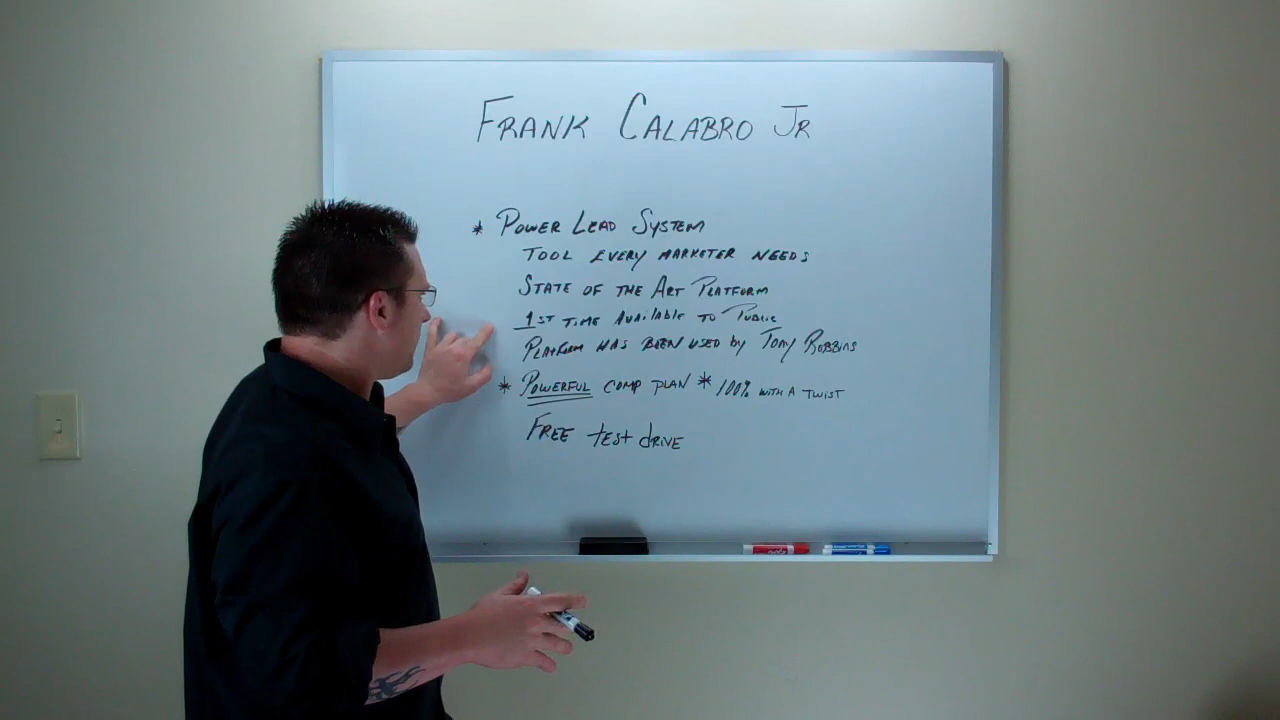 FRANK CALABRO JR
* POWER LEAD SYSTEM
TOOL EVERY MARKETER NEEDS
STATE OF THE ART PLATFORM
1ST TIME AVAILABLE TO PUBLIC
PLATFORM HAS BEEN USED by TONY ROBBINS
* POWERFUL COMP PLAN * 100% WITH A TWIST
FREE test drive